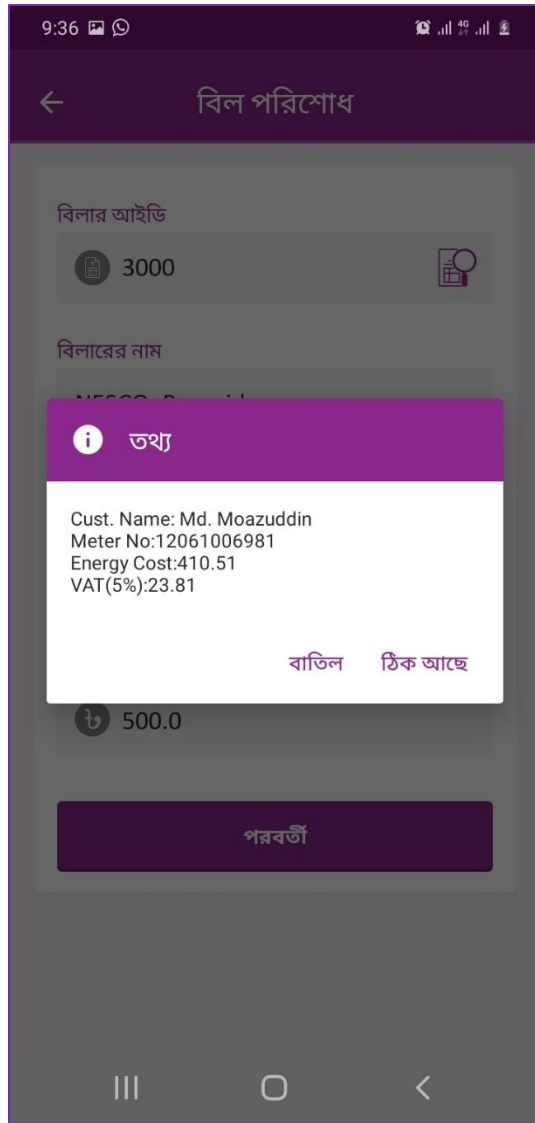 9:36
4G
বিল পরিশোধ
বিলার আইডি
3000
বিলারের নাম
তথ্য
Cust. Name: Md. Moazuddin
Meter No:12061006981
Energy Cost:410.51
VAT(5%):23.81
বাতিল ঠিক আছে
৳ 500.0
পরবর্তী